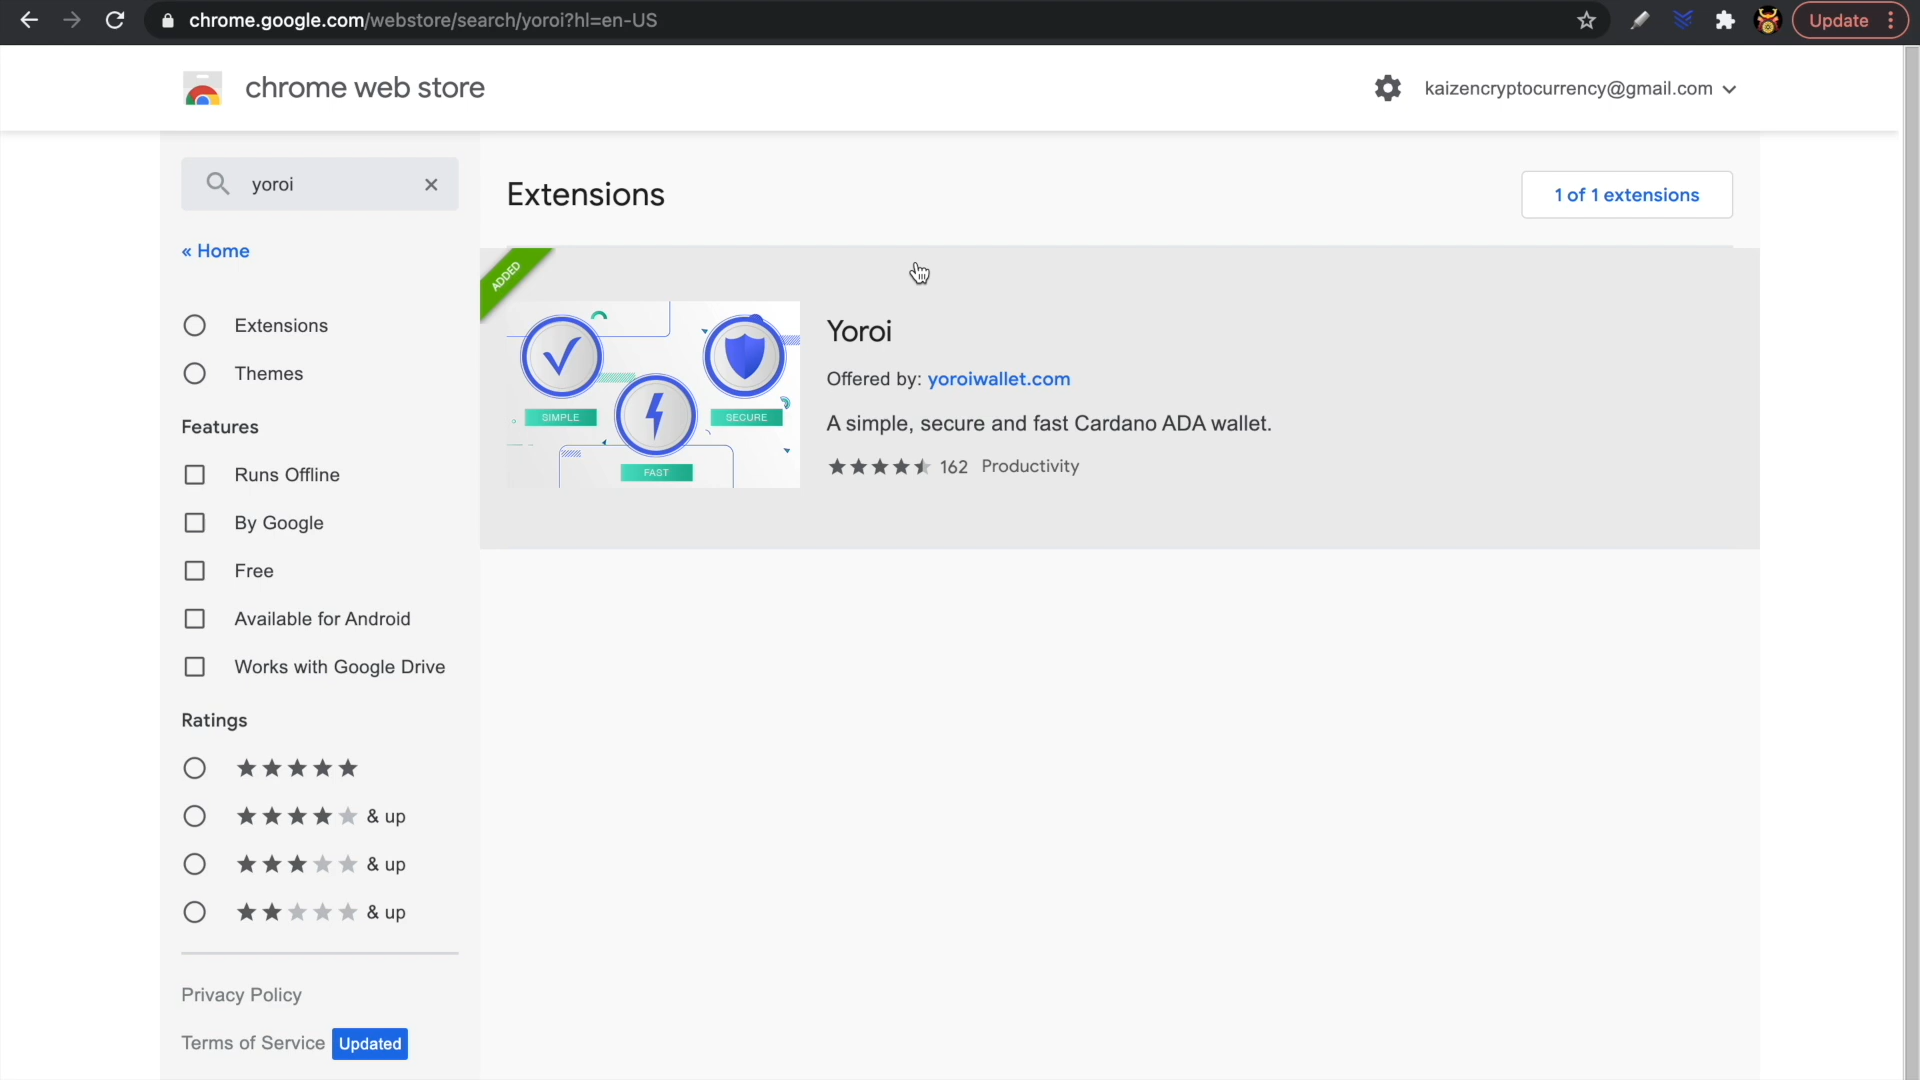 chrome.google.com/webstore/search/yoroi?hl=en-US
Update
chrome web store
kaizencryptocurrency@gmail.com
yoroi
Extensions
1 of 1 extensions
« Home
ADDED
Extensions
Themes
Features
Runs Offline
By Google
Free
Available for Android
Works with Google Drive
Ratings
& up
& up
& up
Privacy Policy
Terms of Service Updated
SIMPLE
SECURE
FAST
Yoroi
Offered by: yoroiwallet.com
A simple, secure and fast Cardano ADA wallet.
162 Productivity